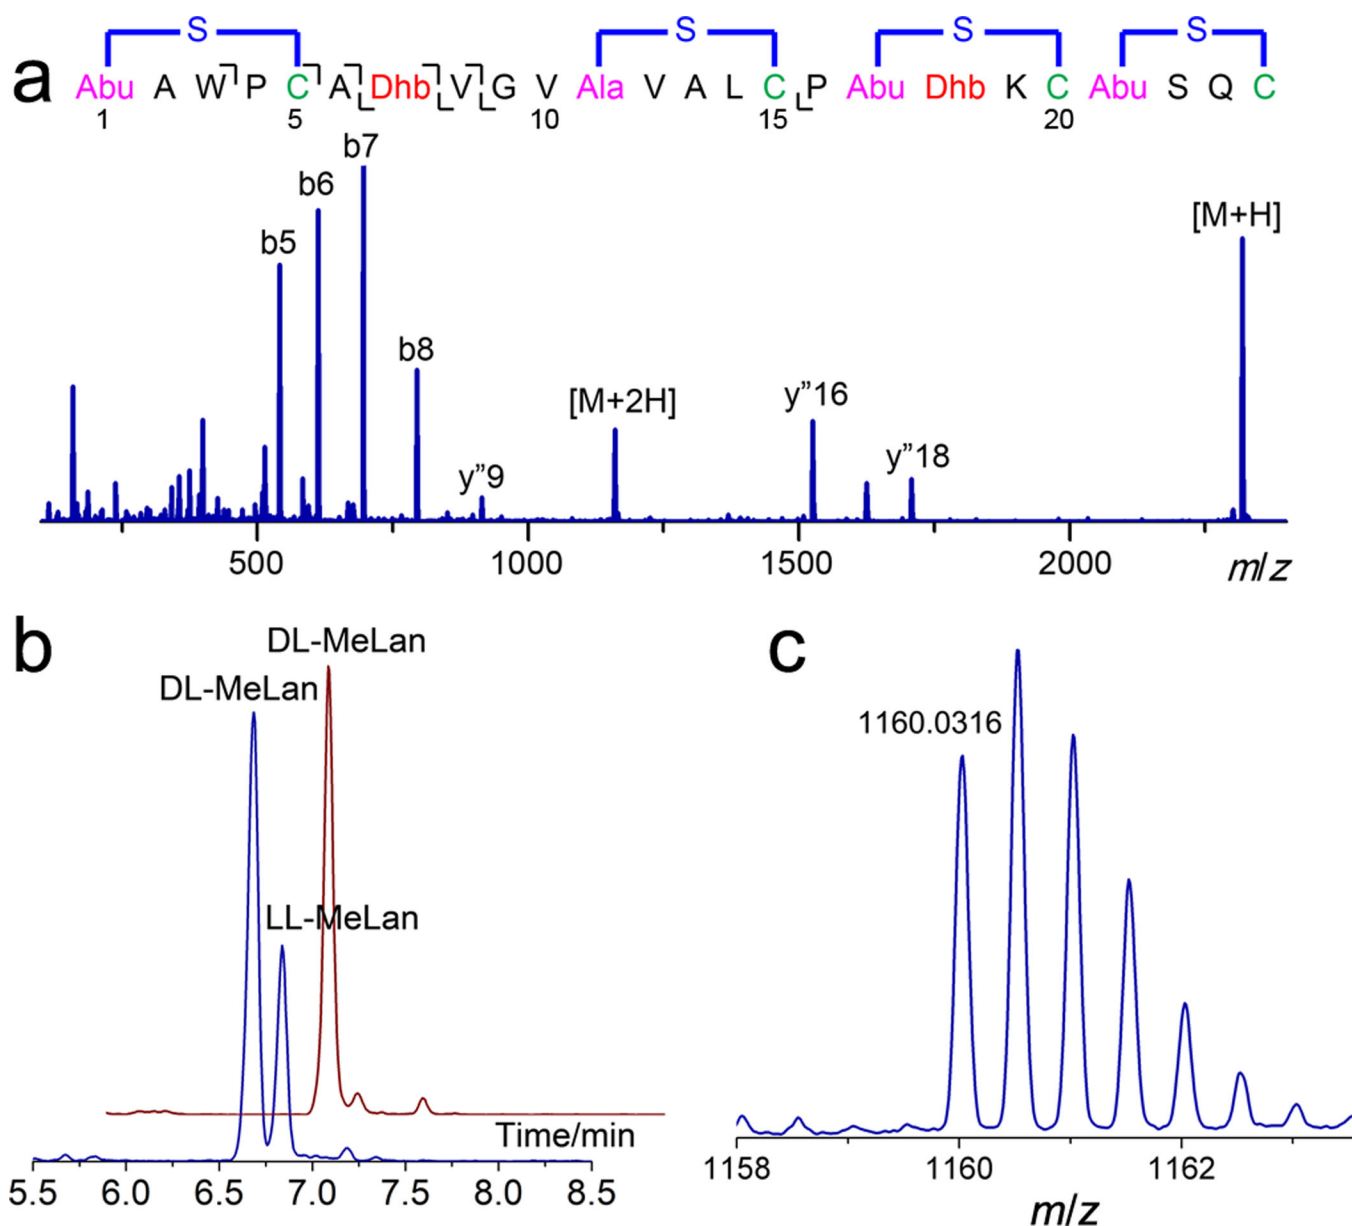 S S S S
a Abu A W P C A Dhb V G V Ala V A L C P Abu Dhb K C Abu S Q C
1 5 10 15 20
b7
b6
b5
b8
[M+H]
[M+2H]
y”16
y”9
y”18
500 1000 1500 2000 m/z
b
DL-MeLan
DL-MeLan
LL-MeLan
Time/min
5.5 6.0 6.5 7.0 7.5 8.0 8.5
c
1160.0316
1158 1160 1162
m/z